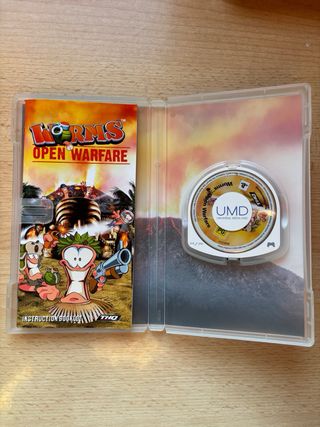 WORMS
OPEN WARFARE
INSTRUCTION BOOKLET
THQ
UMD